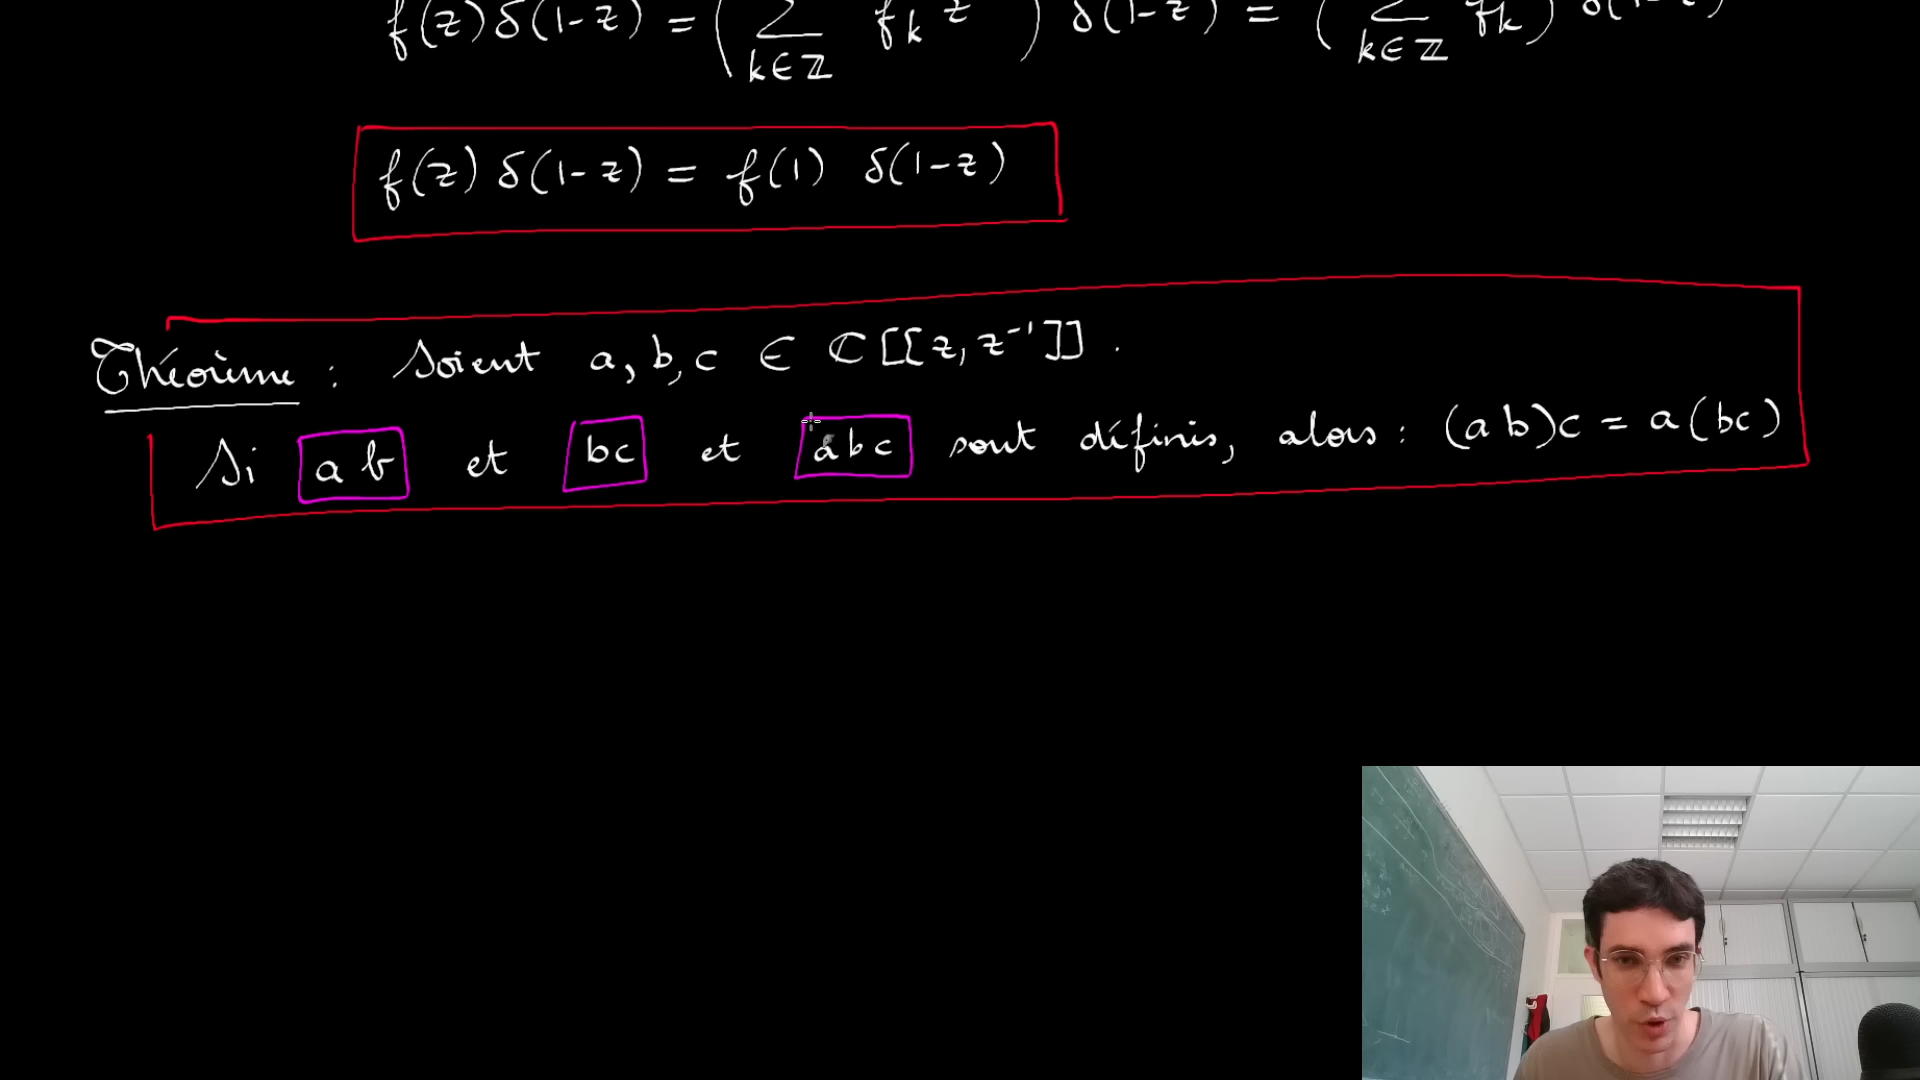 f(z) δ(1-z) = ( ∑_{k∈ℤ} f_k z ) δ(1-z) = ( ∑_{k∈ℤ} f_k ) δ(1-z)
f(z) δ(1-z) = f(1) δ(1-z)
Théorème : Soient a, b, c ∈ ℂ[[z, z⁻¹]] .
Si ab et bc et abc sont définis, alors : (ab)c = a(bc)